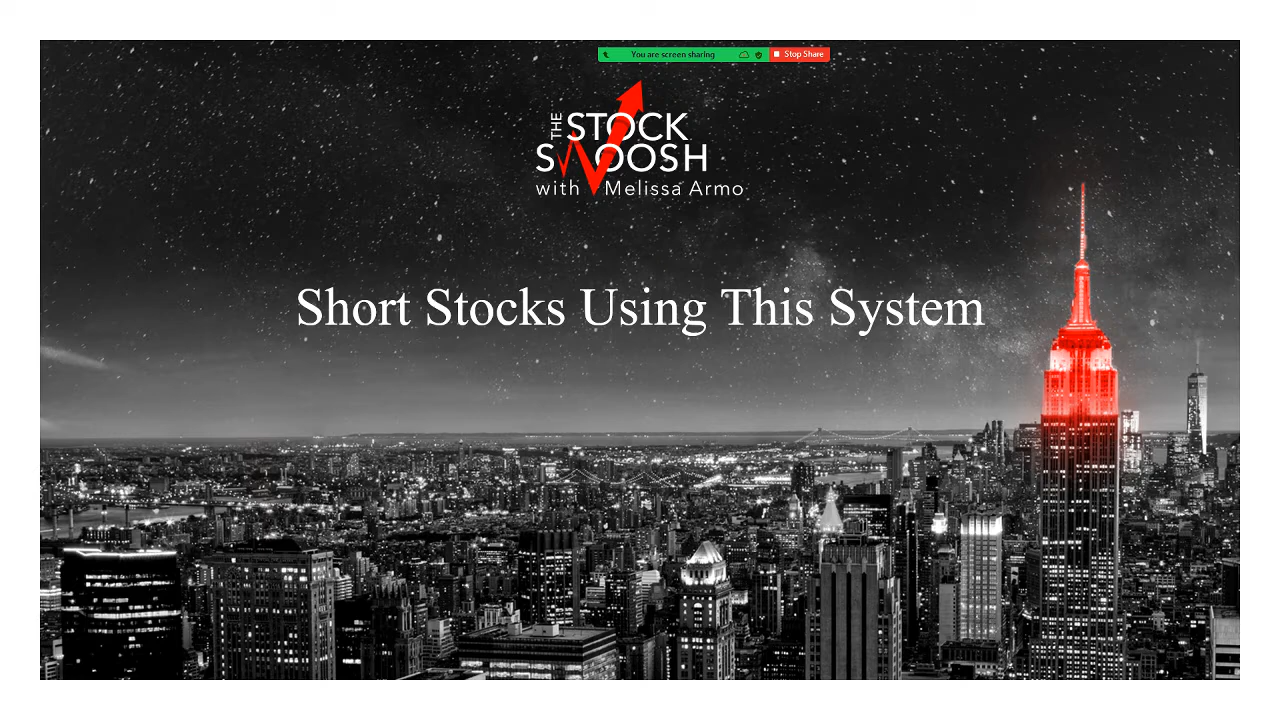 You are screen sharing Stop Share
THE STOCK
SWOOSH
with Melissa Armo
Short Stocks Using This System